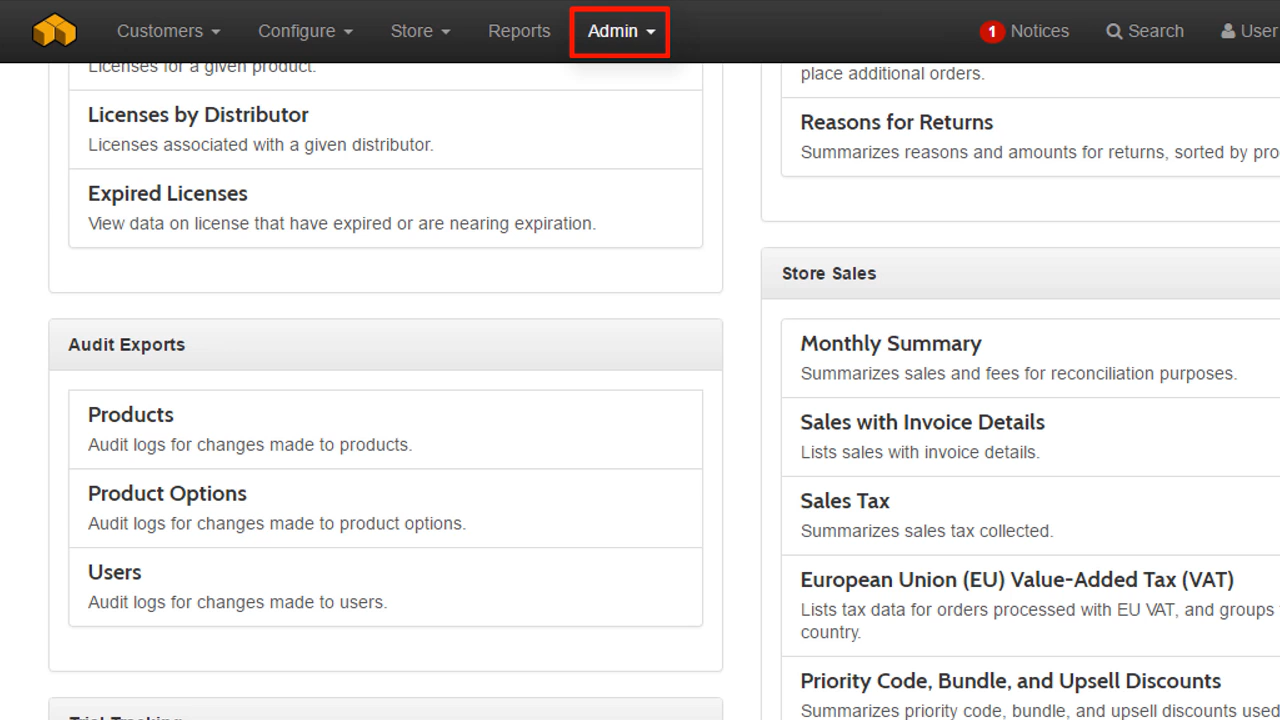 Customers
Configure
Store
Reports
Admin
1 Notices
Search
User
Licenses for a given product.
Licenses by Distributor
Licenses associated with a given distributor.
Expired Licenses
View data on license that have expired or are nearing expiration.
Audit Exports
Products
Audit logs for changes made to products.
Product Options
Audit logs for changes made to product options.
Users
Audit logs for changes made to users.
Trial Tracking
place additional orders.
Reasons for Returns
Summarizes reasons and amounts for returns, sorted by pro
Store Sales
Monthly Summary
Summarizes sales and fees for reconciliation purposes.
Sales with Invoice Details
Lists sales with invoice details.
Sales Tax
Summarizes sales tax collected.
European Union (EU) Value-Added Tax (VAT)
Lists tax data for orders processed with EU VAT, and groups
country.
Priority Code, Bundle, and Upsell Discounts
Summarizes priority code, bundle, and upsell discounts used